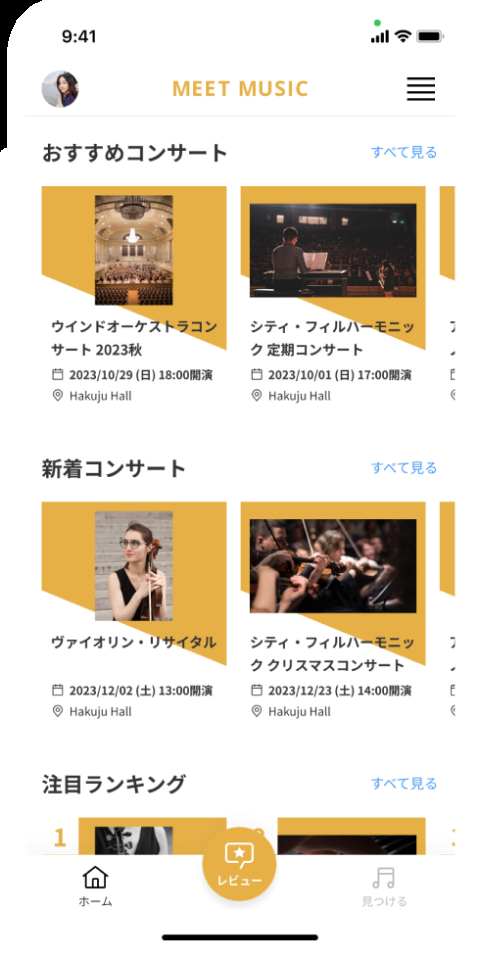 9:41
MEET MUSIC
おすすめコンサート
すべて見る
ウインドオーケストラコン
サート 2023秋
2023/10/29 (日) 18:00開演
Hakuju Hall
シティ・フィルハーモニッ
ク 定期コンサート
2023/10/01 (日) 17:00開演
Hakuju Hall
新着コンサート
すべて見る
ヴァイオリン・リサイタル
2023/12/02 (土) 13:00開演
Hakuju Hall
シティ・フィルハーモニッ
ク クリスマスコンサート
2023/12/23 (土) 14:00開演
Hakuju Hall
注目ランキング
すべて見る
1
ホーム
レビュー
見つける